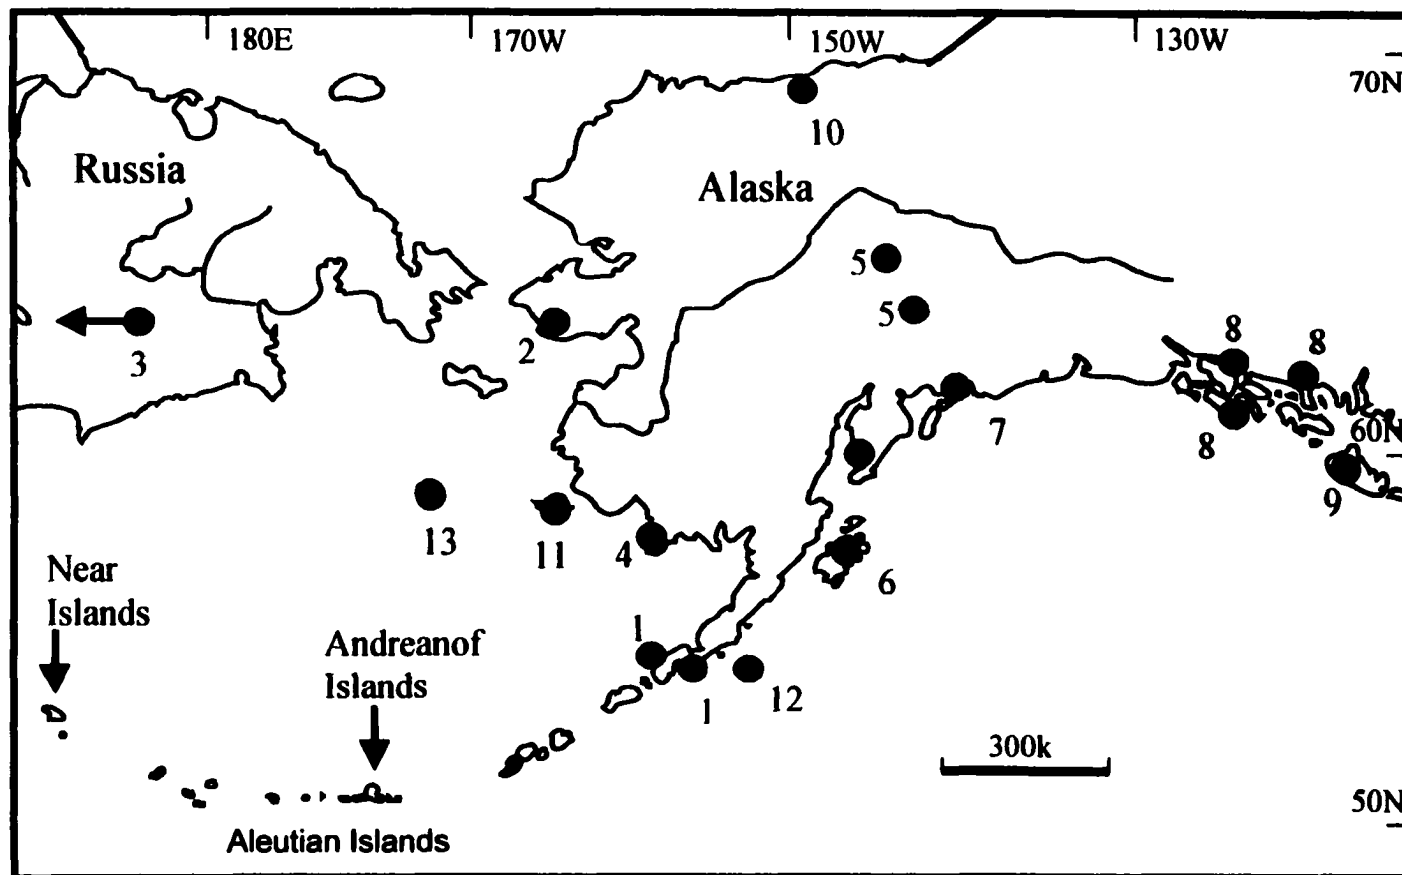 180E
170W
150W
130W
70N
10
Russia
Alaska
5
5
3
2
8
8
8
7
60N
9
13
11
4
6
Near
Islands
Andreanof
Islands
1
1
12
300k
50N
Aleutian Islands